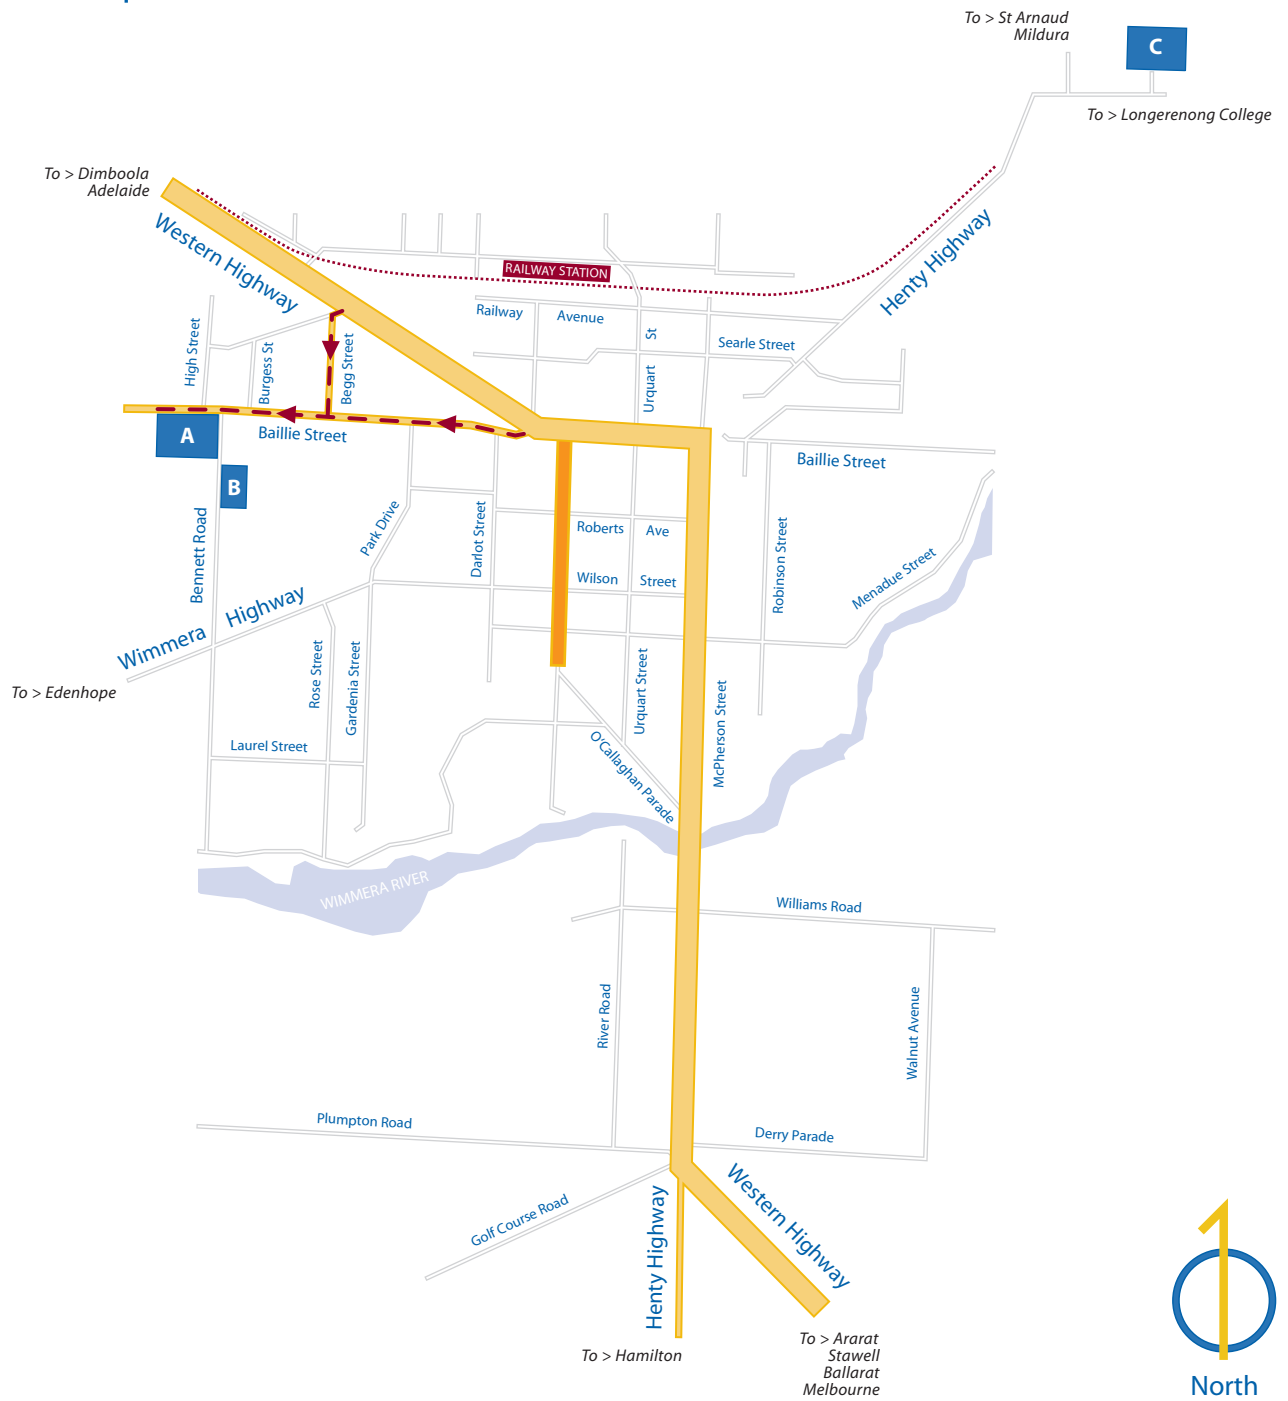 To > St Arnaud
Mildura
C
To > Longerenong College
To > Dimboola
Adelaide
Western Highway
Henty Highway
RAILWAY STATION
Railway Avenue
St
Searle Street
High Street
Burgess St
Begg Street
Urquart
A
Baillie Street
Baillie Street
B
Bennett Road
Park Drive
Darlot Street
Roberts Ave
Wilson Street
Robinson Street
Menadue Street
Wimmera Highway
To > Edenhope
Rose Street
Gardenia Street
Urquart Street
McPherson Street
Laurel Street
O'Callaghan Parade
WIMMERA RIVER
Williams Road
River Road
Walnut Avenue
Plumpton Road
Derry Parade
Golf Course Road
Henty Highway
Western Highway
To > Hamilton
To > Ararat
Stawell
Ballarat
Melbourne
North